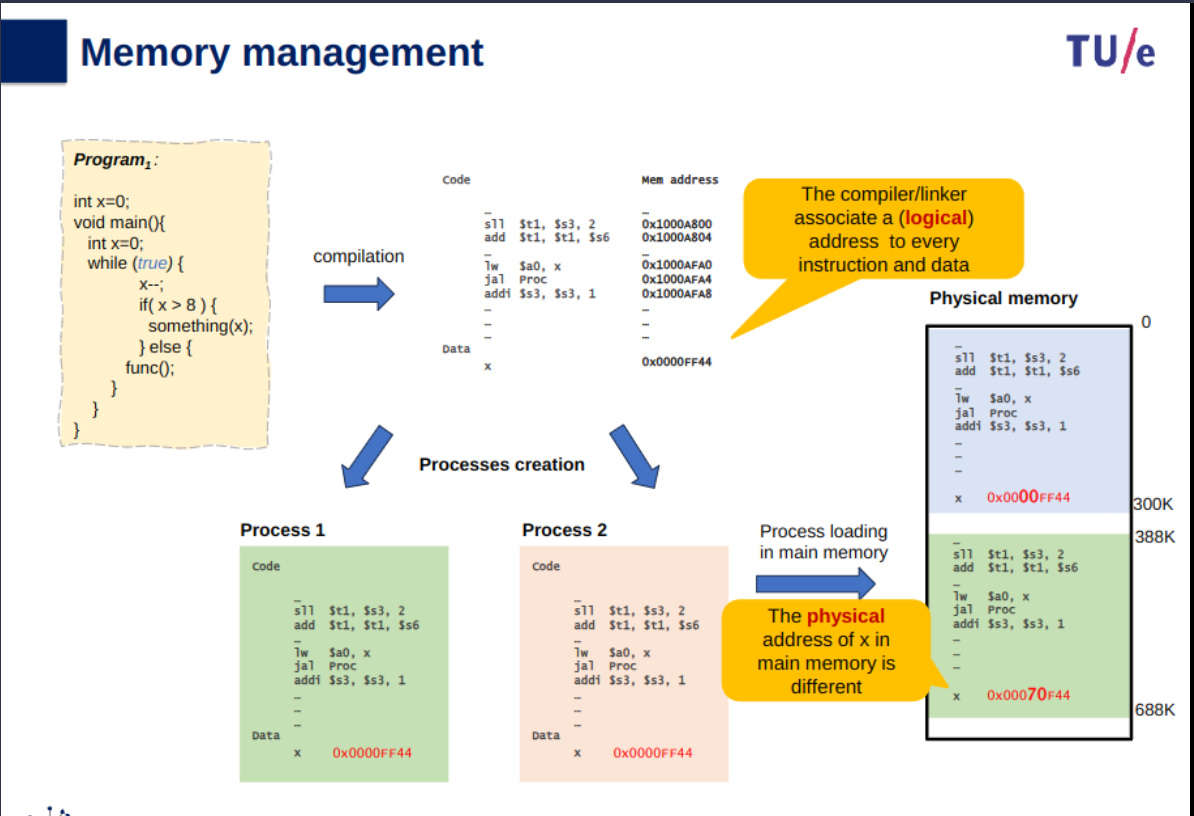 Memory management
TU/e
Program1:
int x=0;
void main(){
int x=0;
while (true) {
x--;
if( x > 8 ) {
something(x);
} else {
func();
}
}
}
compilation
Code Mem address
… …
sll $t1, $s3, 2 0x1000A800
add $t1, $t1, $s6 0x1000A804
… …
lw $a0, x 0x1000AFA0
jal Proc 0x1000AFA4
addi $s3, $s3, 1 0x1000AFA8
… …
… …
… …
Data
x 0x0000FF44
The compiler/linker
associate a (logical)
address to every
instruction and data
Processes creation
Process 1
Code
…
sll $t1, $s3, 2
add $t1, $t1, $s6
…
lw $a0, x
jal Proc
addi $s3, $s3, 1
…
…
…
Data
x 0x0000FF44
Process 2
Code
…
sll $t1, $s3, 2
add $t1, $t1, $s6
…
lw $a0, x
jal Proc
addi $s3, $s3, 1
…
…
…
Data
x 0x0000FF44
Process loading
in main memory
The physical
address of x in
main memory is
different
Physical memory
0
…
sll $t1, $s3, 2
add $t1, $t1, $s6
…
lw $a0, x
jal Proc
addi $s3, $s3, 1
…
…
…
x 0x0000FF44
300K
388K
…
sll $t1, $s3, 2
add $t1, $t1, $s6
…
lw $a0, x
jal Proc
addi $s3, $s3, 1
…
…
…
x 0x00070F44
688K